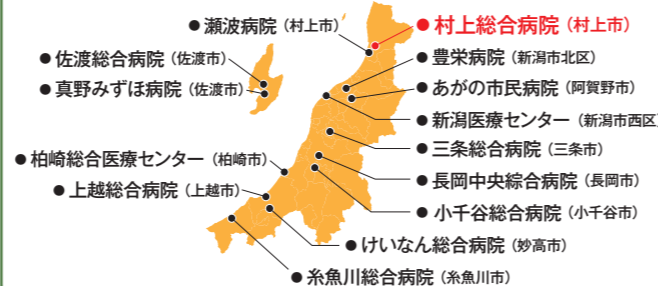 ● 瀬波病院（村上市）
● 村上総合病院（村上市）
● 佐渡総合病院（佐渡市）
● 豊栄病院（新潟市北区）
● 真野みずほ病院（佐渡市）
● あがの市民病院（阿賀野市）
● 新潟医療センター（新潟市西区）
● 三条総合病院（三条市）
● 柏崎総合医療センター（柏崎市）
● 長岡中央綜合病院（長岡市）
● 上越総合病院（上越市）
● 小千谷総合病院（小千谷市）
● けいなん総合病院（妙高市）
● 糸魚川総合病院（糸魚川市）